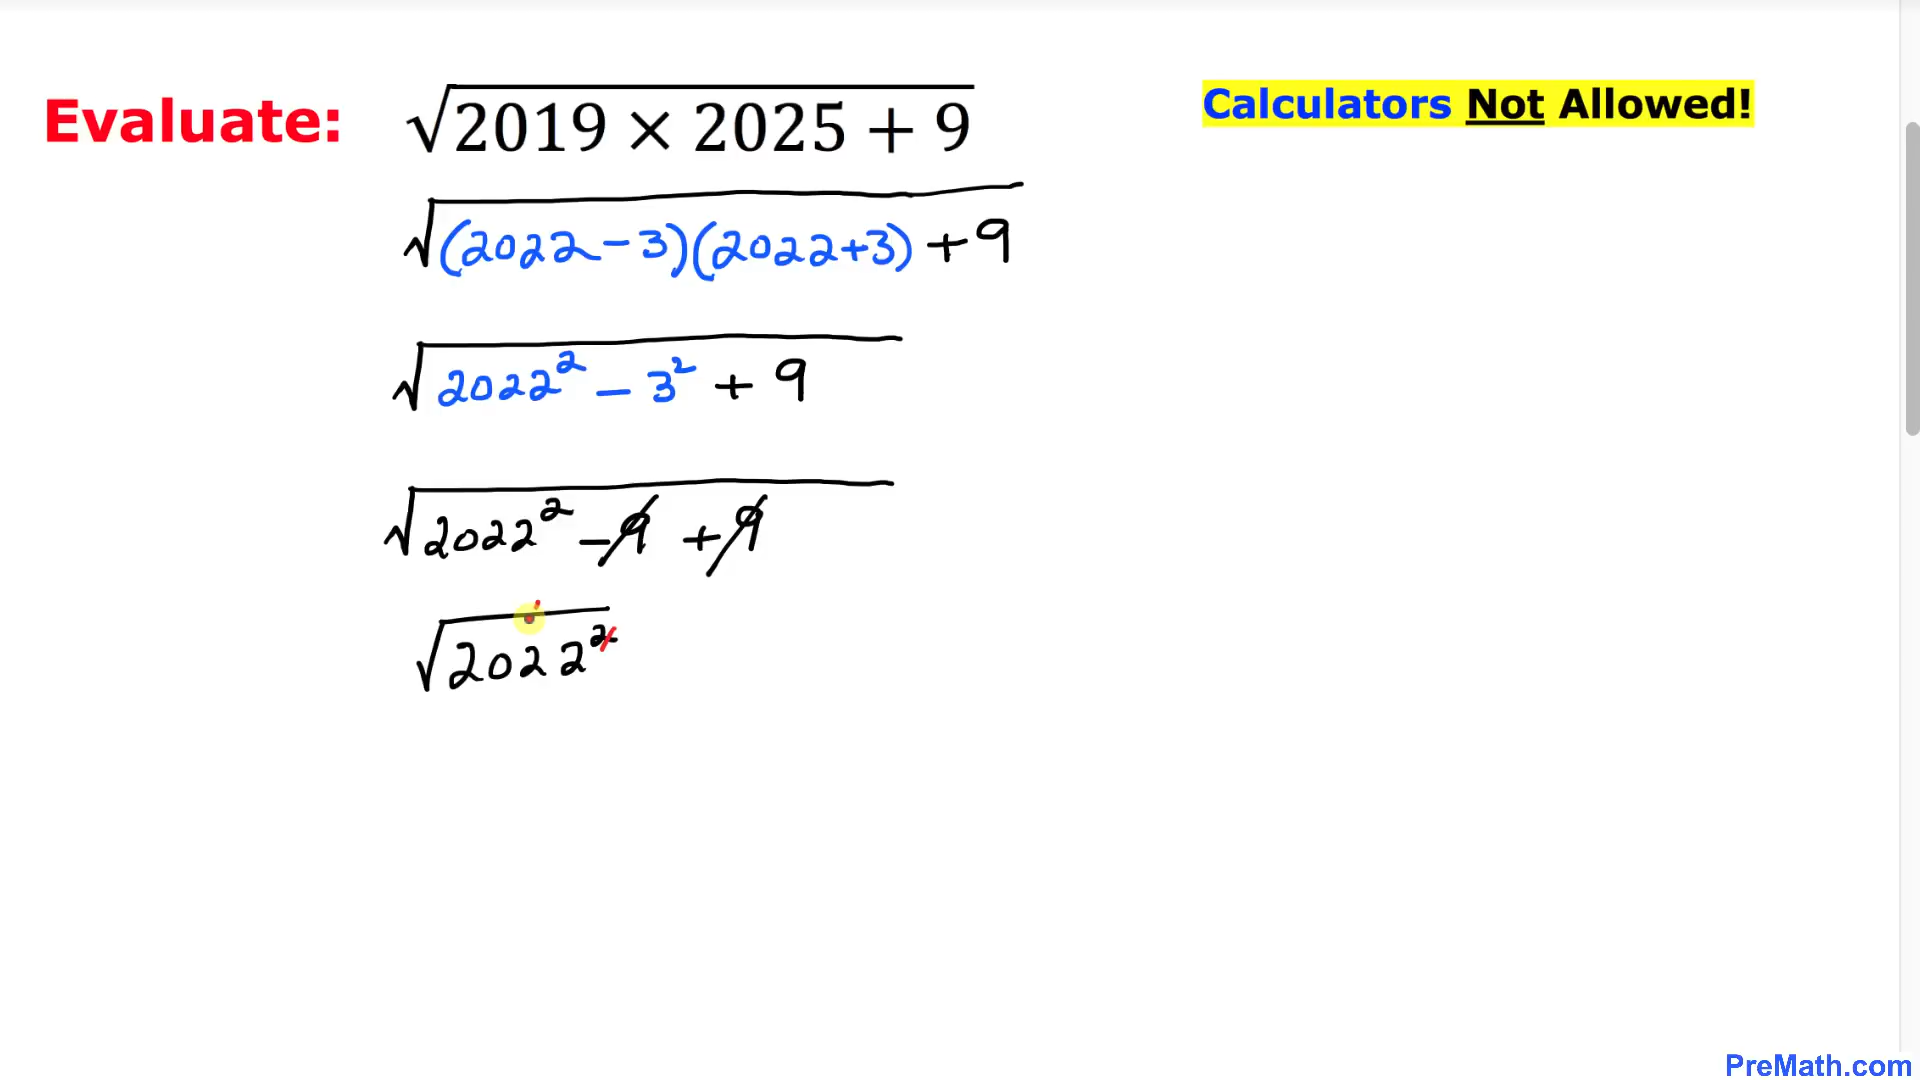 Evaluate: √2019 × 2025 + 9
Calculators Not Allowed!
√(2022-3)(2022+3) + 9
√2022² - 3² + 9
√2022² - 9 + 9
√2022²
PreMath.com